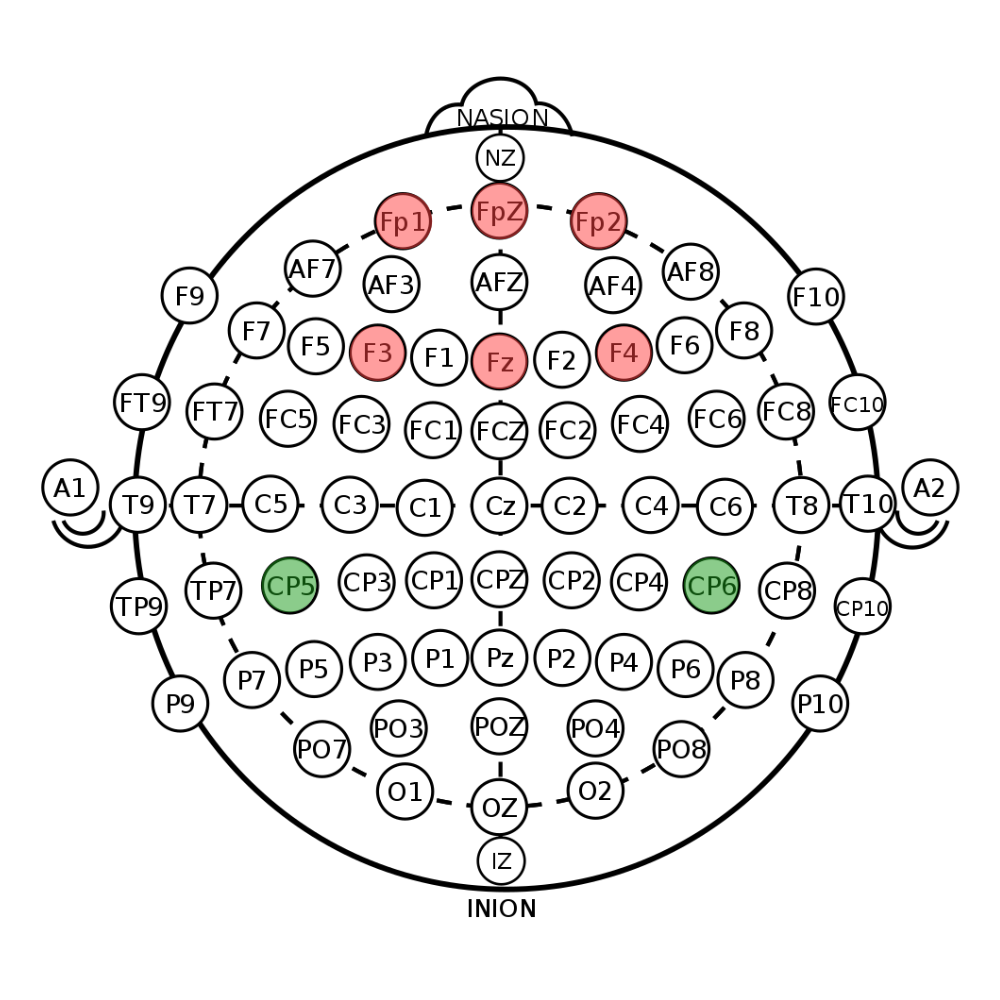 NASION
NZ
Fp1 FpZ Fp2
AF7 AF3 AFZ AF4 AF8
F9 F10
F7 F5 F3 F1 Fz F2 F4 F6 F8
FT9 FT7 FC5 FC3 FC1 FCZ FC2 FC4 FC6 FC8 FC10
A1 A2
T9 T7 C5 C3 C1 Cz C2 C4 C6 T8 T10
TP9 TP7 CP5 CP3 CP1 CPZ CP2 CP4 CP6 CP8 CP10
P7 P5 P3 P1 Pz P2 P4 P6 P8
P9 P10
PO7 PO3 POZ PO4 PO8
O1 OZ O2
IZ
INION